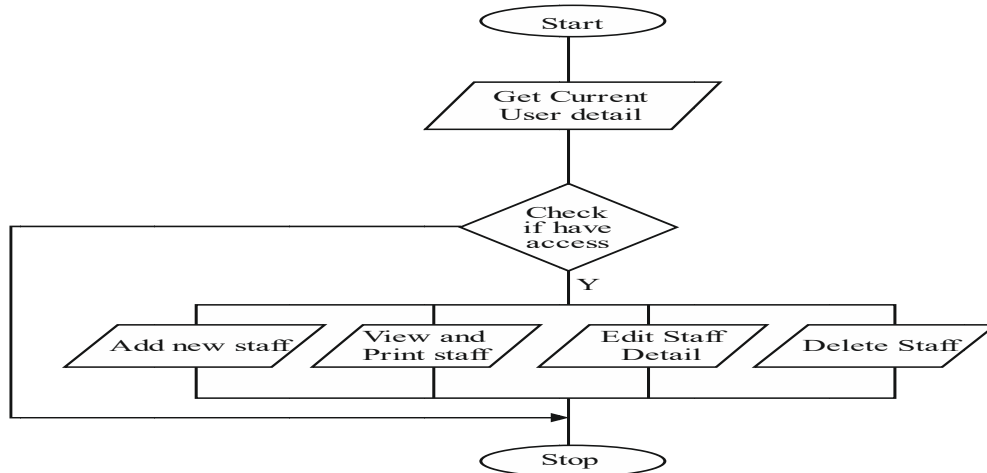 Start
Get Current
User detail
Check
if have
access
Y
Add new staff
View and
Print staff
Edit Staff
Detail
Delete Staff
Stop